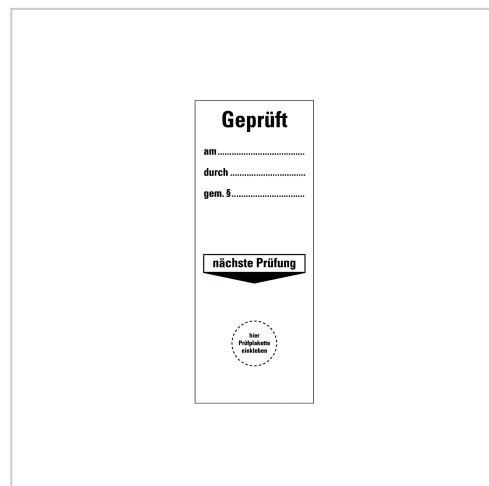 Geprüft
am....................................
durch................................
gem. §..............................
nächste Prüfung
hier
Prüfplakette
einkleben